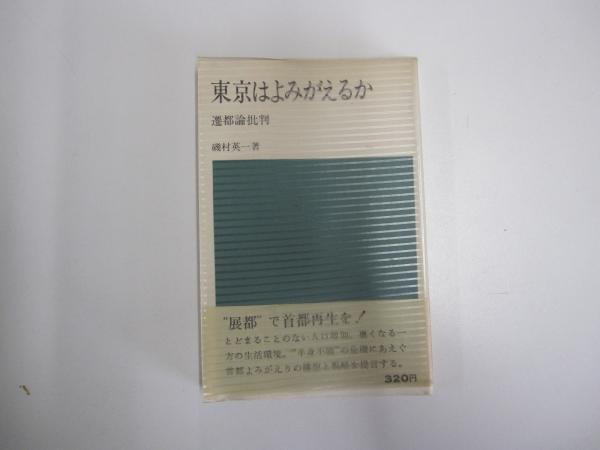 東京はよみがえるか
遷都論批判
磯村英一著
“展都”で首都再生を!
とどまることのない人口増加、悪くなる一
方の生活環境。“半身不随”の危機にあえぐ
首都よみがえりの構想と戦略を提言する。
320円